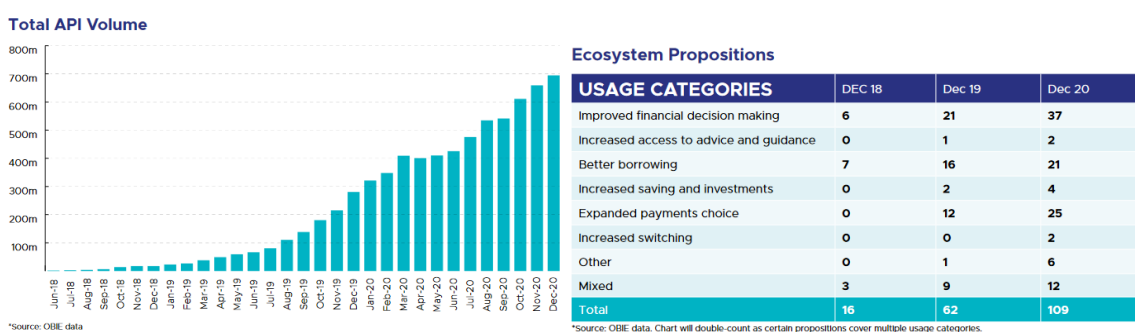 Total API Volume
800m
700m
600m
500m
400m
300m
200m
100m
Jun-18
Jul-18
Aug-18
Sep-18
Oct-18
Nov-18
Dec-18
Jan-19
Feb-19
Mar-19
Apr-19
May-19
Jun-19
Jul-19
Aug-19
Sep-19
Oct-19
Nov-19
Dec-19
Jan-20
Feb-20
Mar-20
Apr-20
May-20
Jun-20
Jul-20
Aug-20
Sep-20
Oct-20
Nov-20
Dec-20
*Source: OBIE data
Ecosystem Propositions
USAGE CATEGORIES DEC 18 Dec 19 Dec 20
Improved financial decision making 6 21 37
Increased access to advice and guidance 0 1 2
Better borrowing 7 16 21
Increased saving and investments 0 2 4
Expanded payments choice 0 12 25
Increased switching 0 0 2
Other 0 1 6
Mixed 3 9 12
Total 16 62 109
*Source: OBIE data. Chart will double-count as certain propositions cover multiple usage categories.